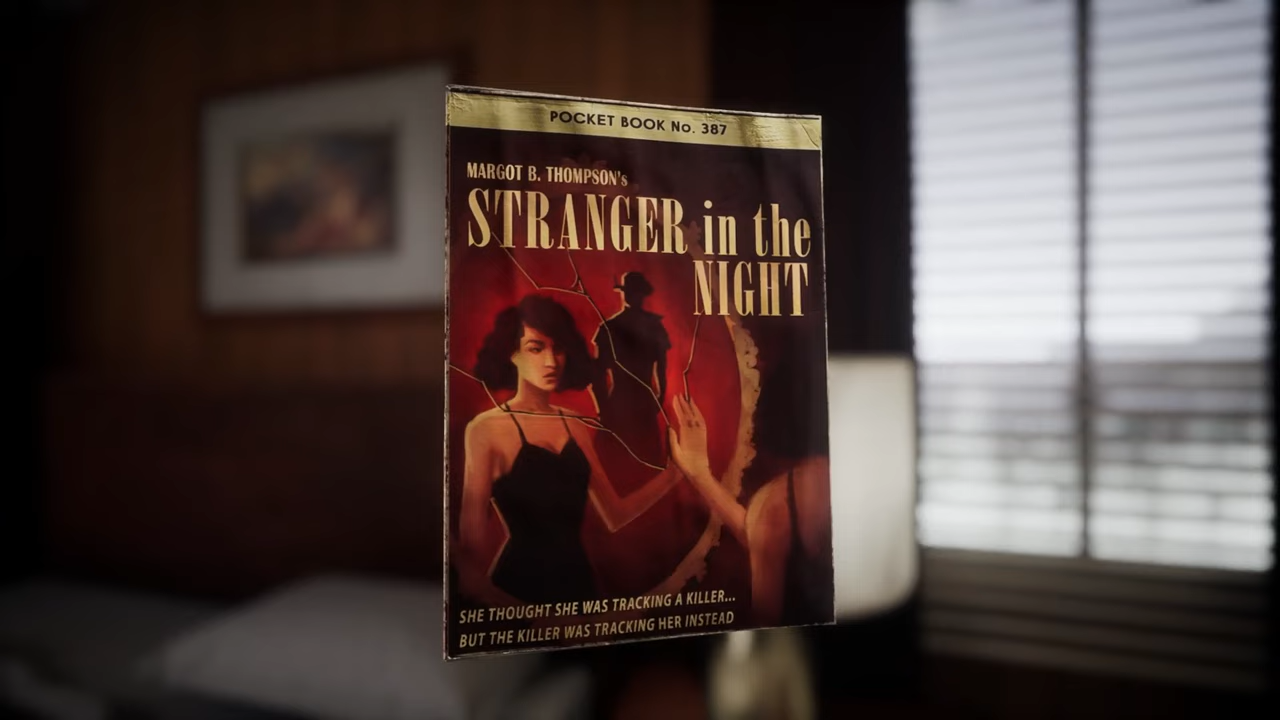 POCKET BOOK No. 387
MARGOT B. THOMPSON's
STRANGER in the
NIGHT
SHE THOUGHT SHE WAS TRACKING A KILLER...
BUT THE KILLER WAS TRACKING HER INSTEAD